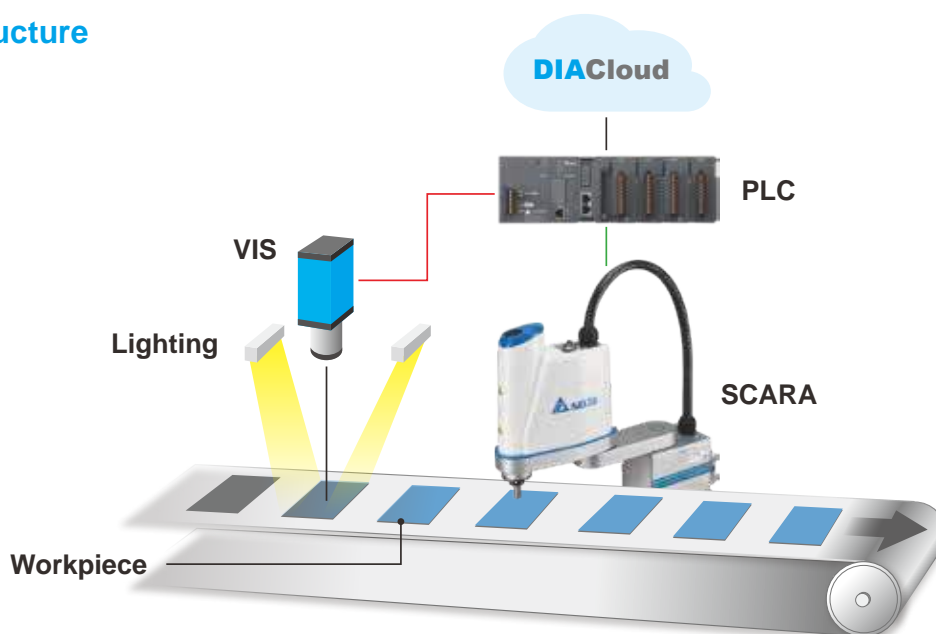 ucture
DIACloud
PLC
VIS
Lighting
SCARA
Workpiece